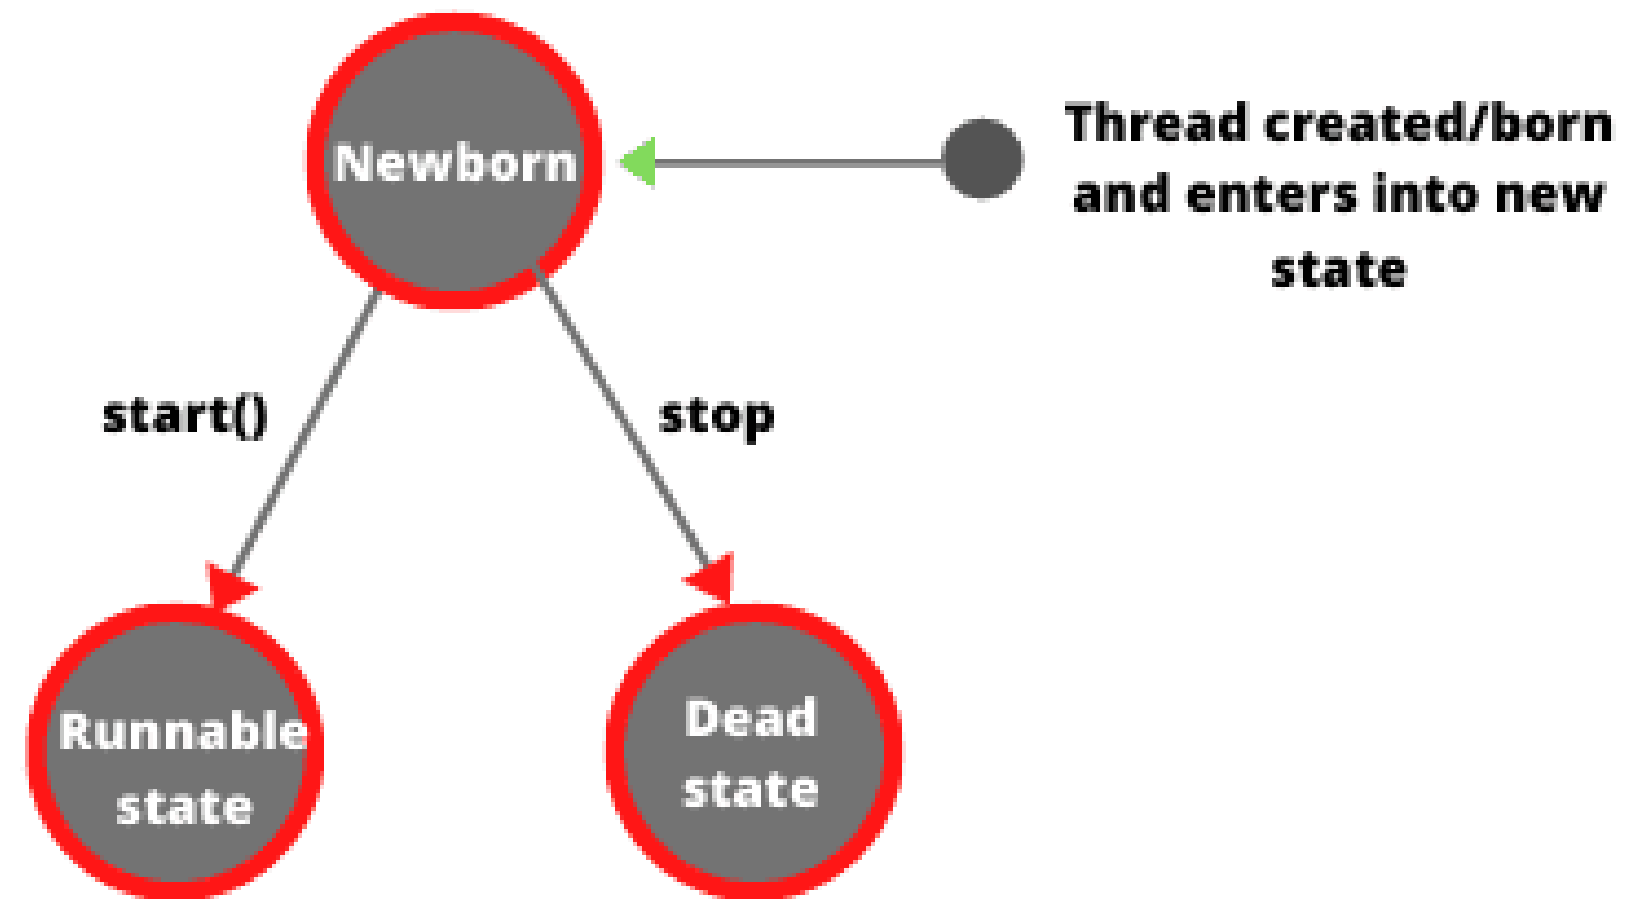 Newborn
Thread created/born
and enters into new
state
start()
stop
Runnable
state
Dead
state